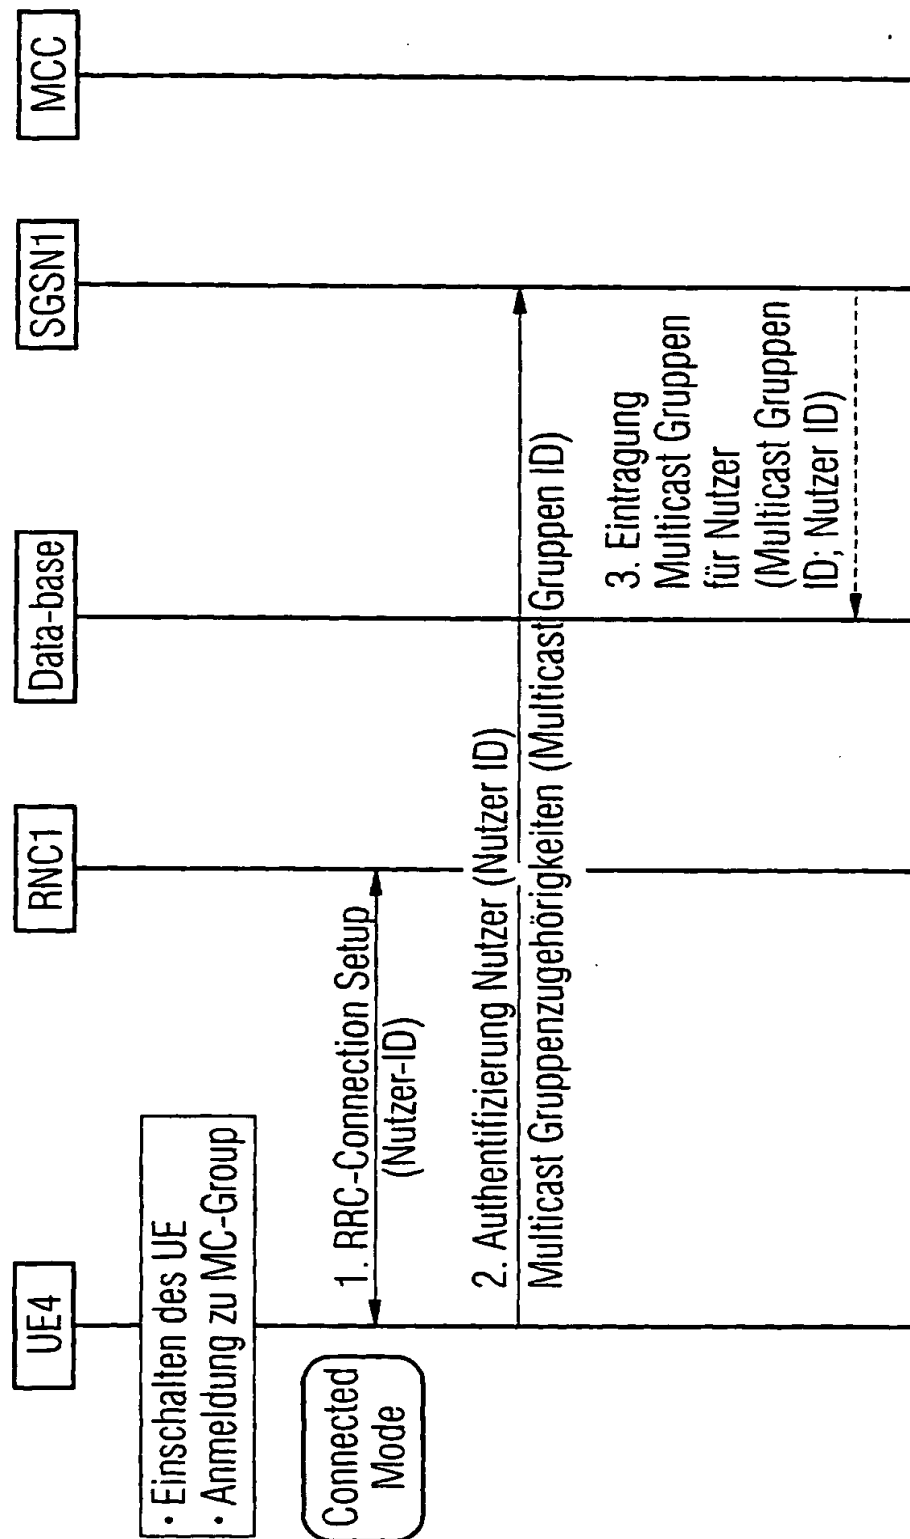 UE4
RNC1
Data-base
SGSN1
MCC
• Einschalten des UE
• Anmeldung zu MC-Group
Connected
Mode
1. RRC-Connection Setup
(Nutzer-ID)
2. Authentifizierung Nutzer (Nutzer ID)
Multicast Gruppenzugehörigkeiten (Multicast Gruppen ID)
3. Eintragung
Multicast Gruppen
für Nutzer
(Multicast Gruppen
ID; Nutzer ID)